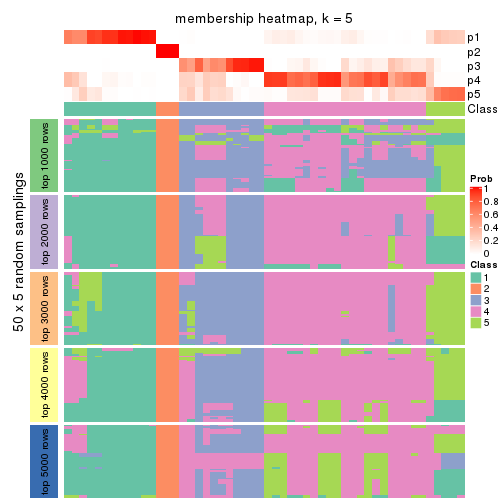 membership heatmap, k = 5
p1
p2
p3
p4
p5
Class
50 x 5 random samplings
top 1000 rows
top 2000 rows
top 3000 rows
top 4000 rows
top 5000 rows
Prob
1
0.8
0.6
0.4
0.2
0
Class
1
2
3
4
5